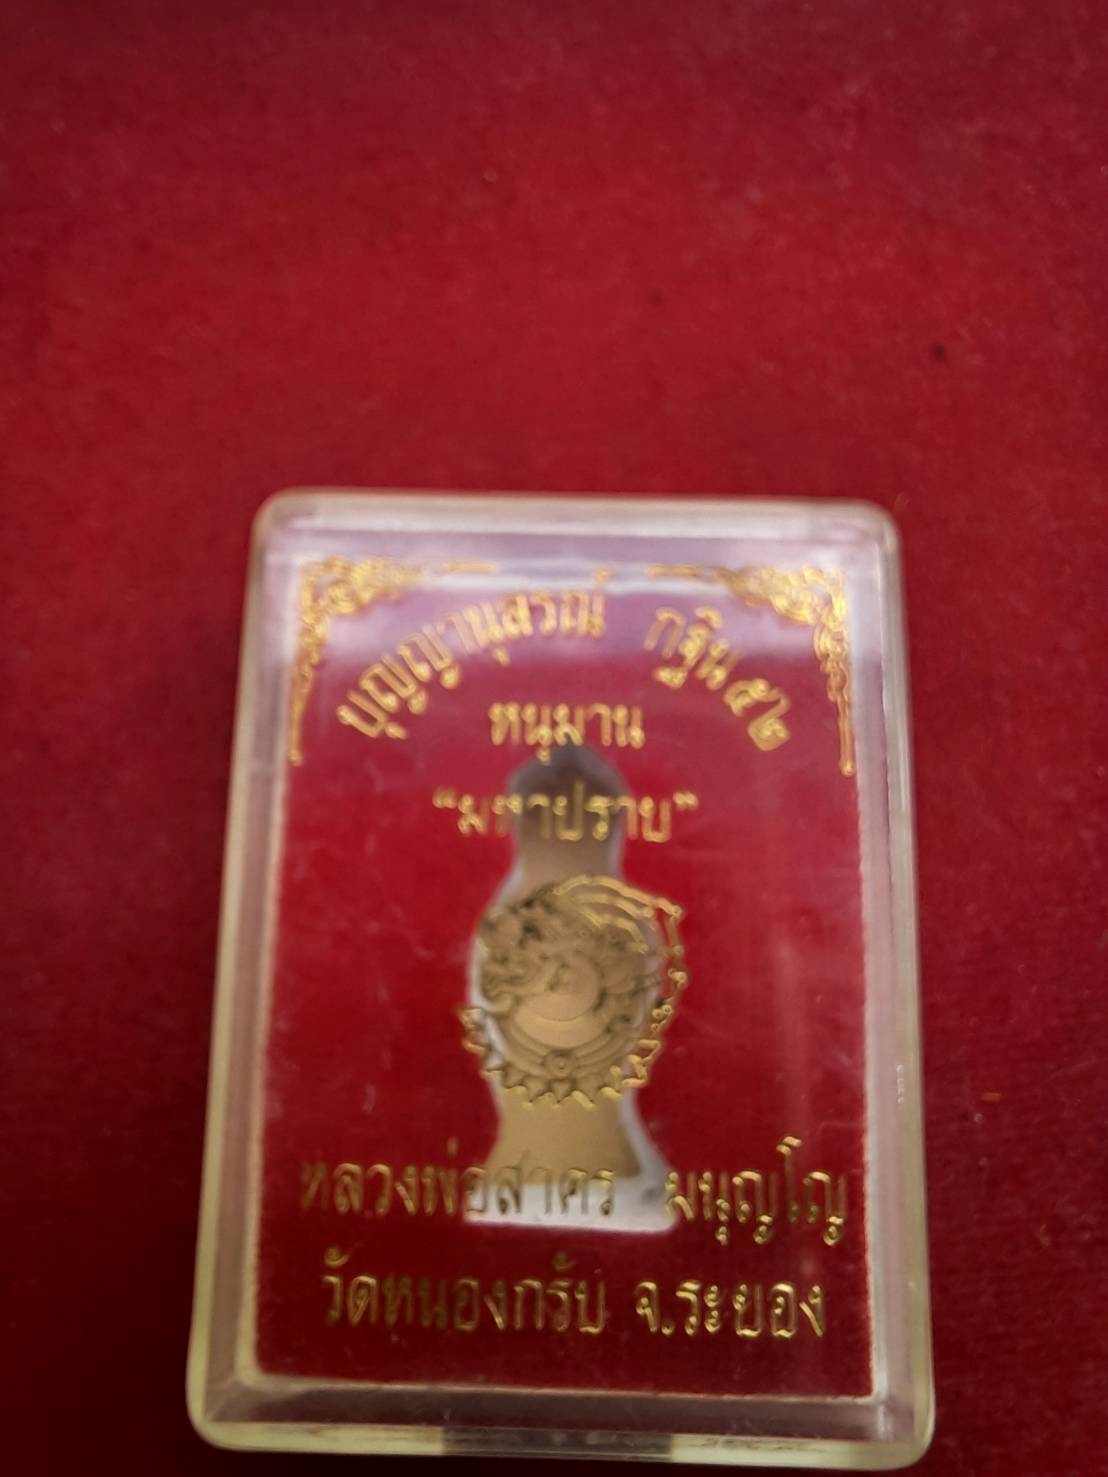 บุญญานุสรณ์ กฐิน ๕๒
หนุมาน
"มหาปราบ"
หลวงพ่อสาคร มนุญโญ
วัดหนองกรับ จ.ระยอง